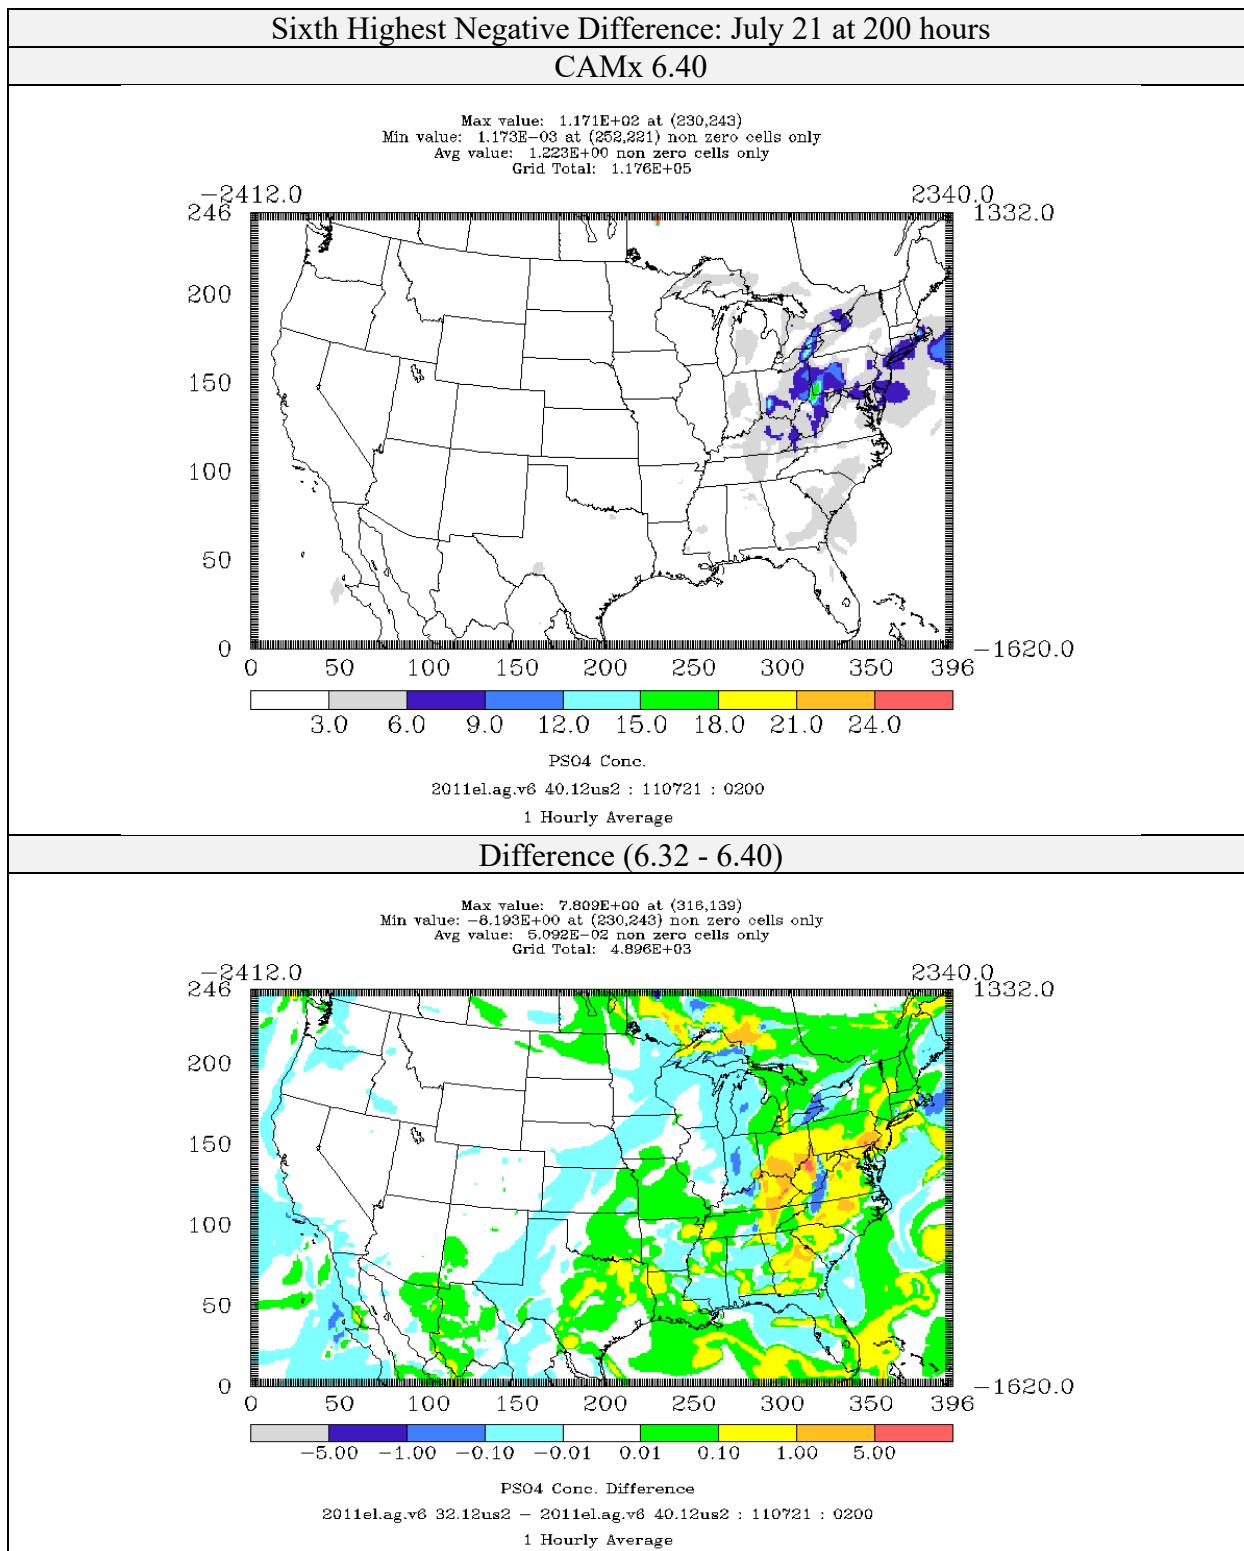 Sixth Highest Negative Difference: July 21 at 200 hours
CAMx 6.40
Max value: 1.171E+02 at (230,243)
Min value: 1.173E-03 at (252,221) non zero cells only
Avg value: 1.223E+00 non zero cells only
Grid Total: 1.176E+05
-2412.0 2340.0
246 1332.0
200
150
100
50
0 -1620.0
0 50 100 150 200 250 300 350 396
3.0 6.0 9.0 12.0 15.0 18.0 21.0 24.0
PSO4 Conc.
2011el.ag.v6 40.12us2 : 110721 : 0200
1 Hourly Average
Difference (6.32 - 6.40)
Max value: 7.809E+00 at (316,139)
Min value: -8.193E+00 at (230,243) non zero cells only
Avg value: 5.092E-02 non zero cells only
Grid Total: 4.896E+03
-2412.0 2340.0
246 1332.0
200
150
100
50
0 -1620.0
0 50 100 150 200 250 300 350 396
-5.00 -1.00 -0.10 -0.01 0.01 0.10 1.00 5.00
PSO4 Conc. Difference
2011el.ag.v6 32.12us2 - 2011el.ag.v6 40.12us2 : 110721 : 0200
1 Hourly Average